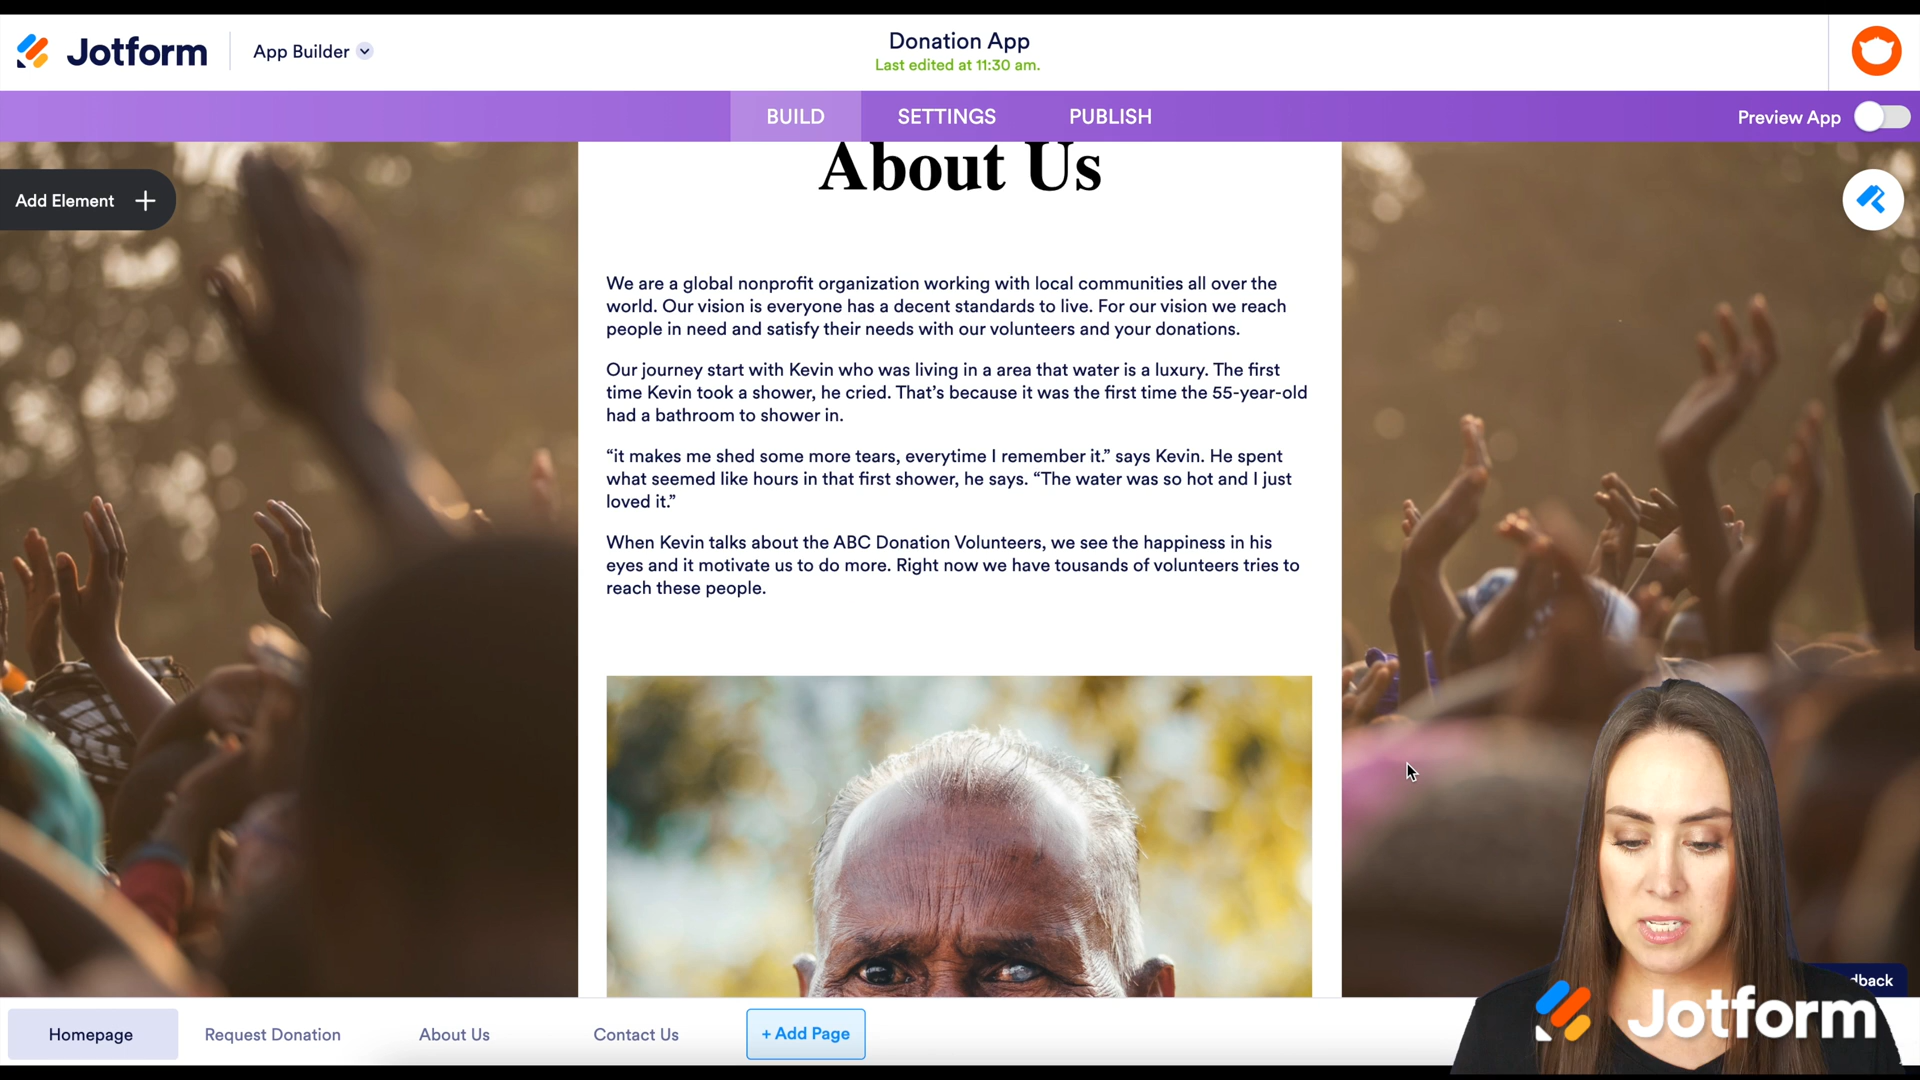 Jotform
App Builder
Donation App
Last edited at 11:30 am.
BUILD
SETTINGS
PUBLISH
Preview App
Add Element
About Us
We are a global nonprofit organization working with local communities all over the
world. Our vision is everyone has a decent standards to live. For our vision we reach
people in need and satisfy their needs with our volunteers and your donations.
Our journey start with Kevin who was living in a area that water is a luxury. The first
time Kevin took a shower, he cried. That’s because it was the first time the 55-year-old
had a bathroom to shower in.
“it makes me shed some more tears, everytime I remember it.” says Kevin. He spent
what seemed like hours in that first shower, he says. “The water was so hot and I just
loved it.”
When Kevin talks about the ABC Donation Volunteers, we see the happiness in his
eyes and it motivate us to do more. Right now we have tousands of volunteers tries to
reach these people.
Homepage
Request Donation
About Us
Contact Us
+ Add Page
Jotform